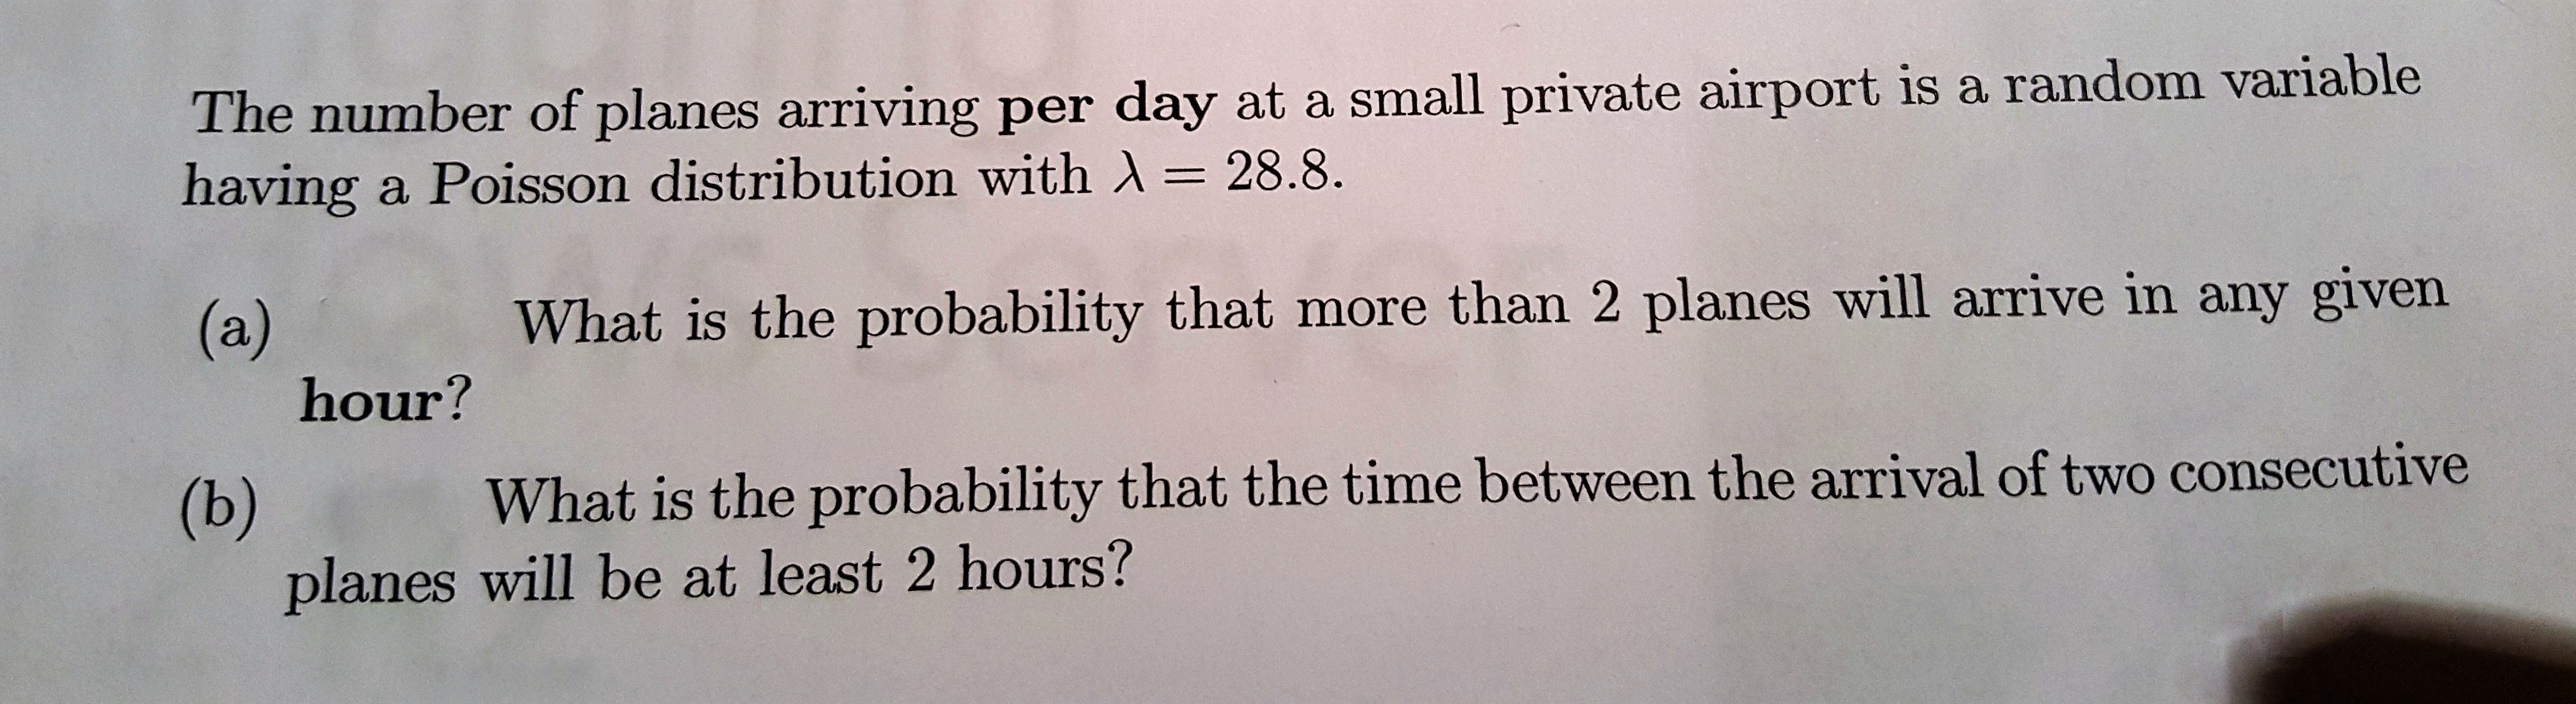 The number of planes arriving per day at a small private airport is a random variable
having a Poisson distribution with λ = 28.8.
(a) What is the probability that more than 2 planes will arrive in any given
hour?
(b) What is the probability that the time between the arrival of two consecutive
planes will be at least 2 hours?